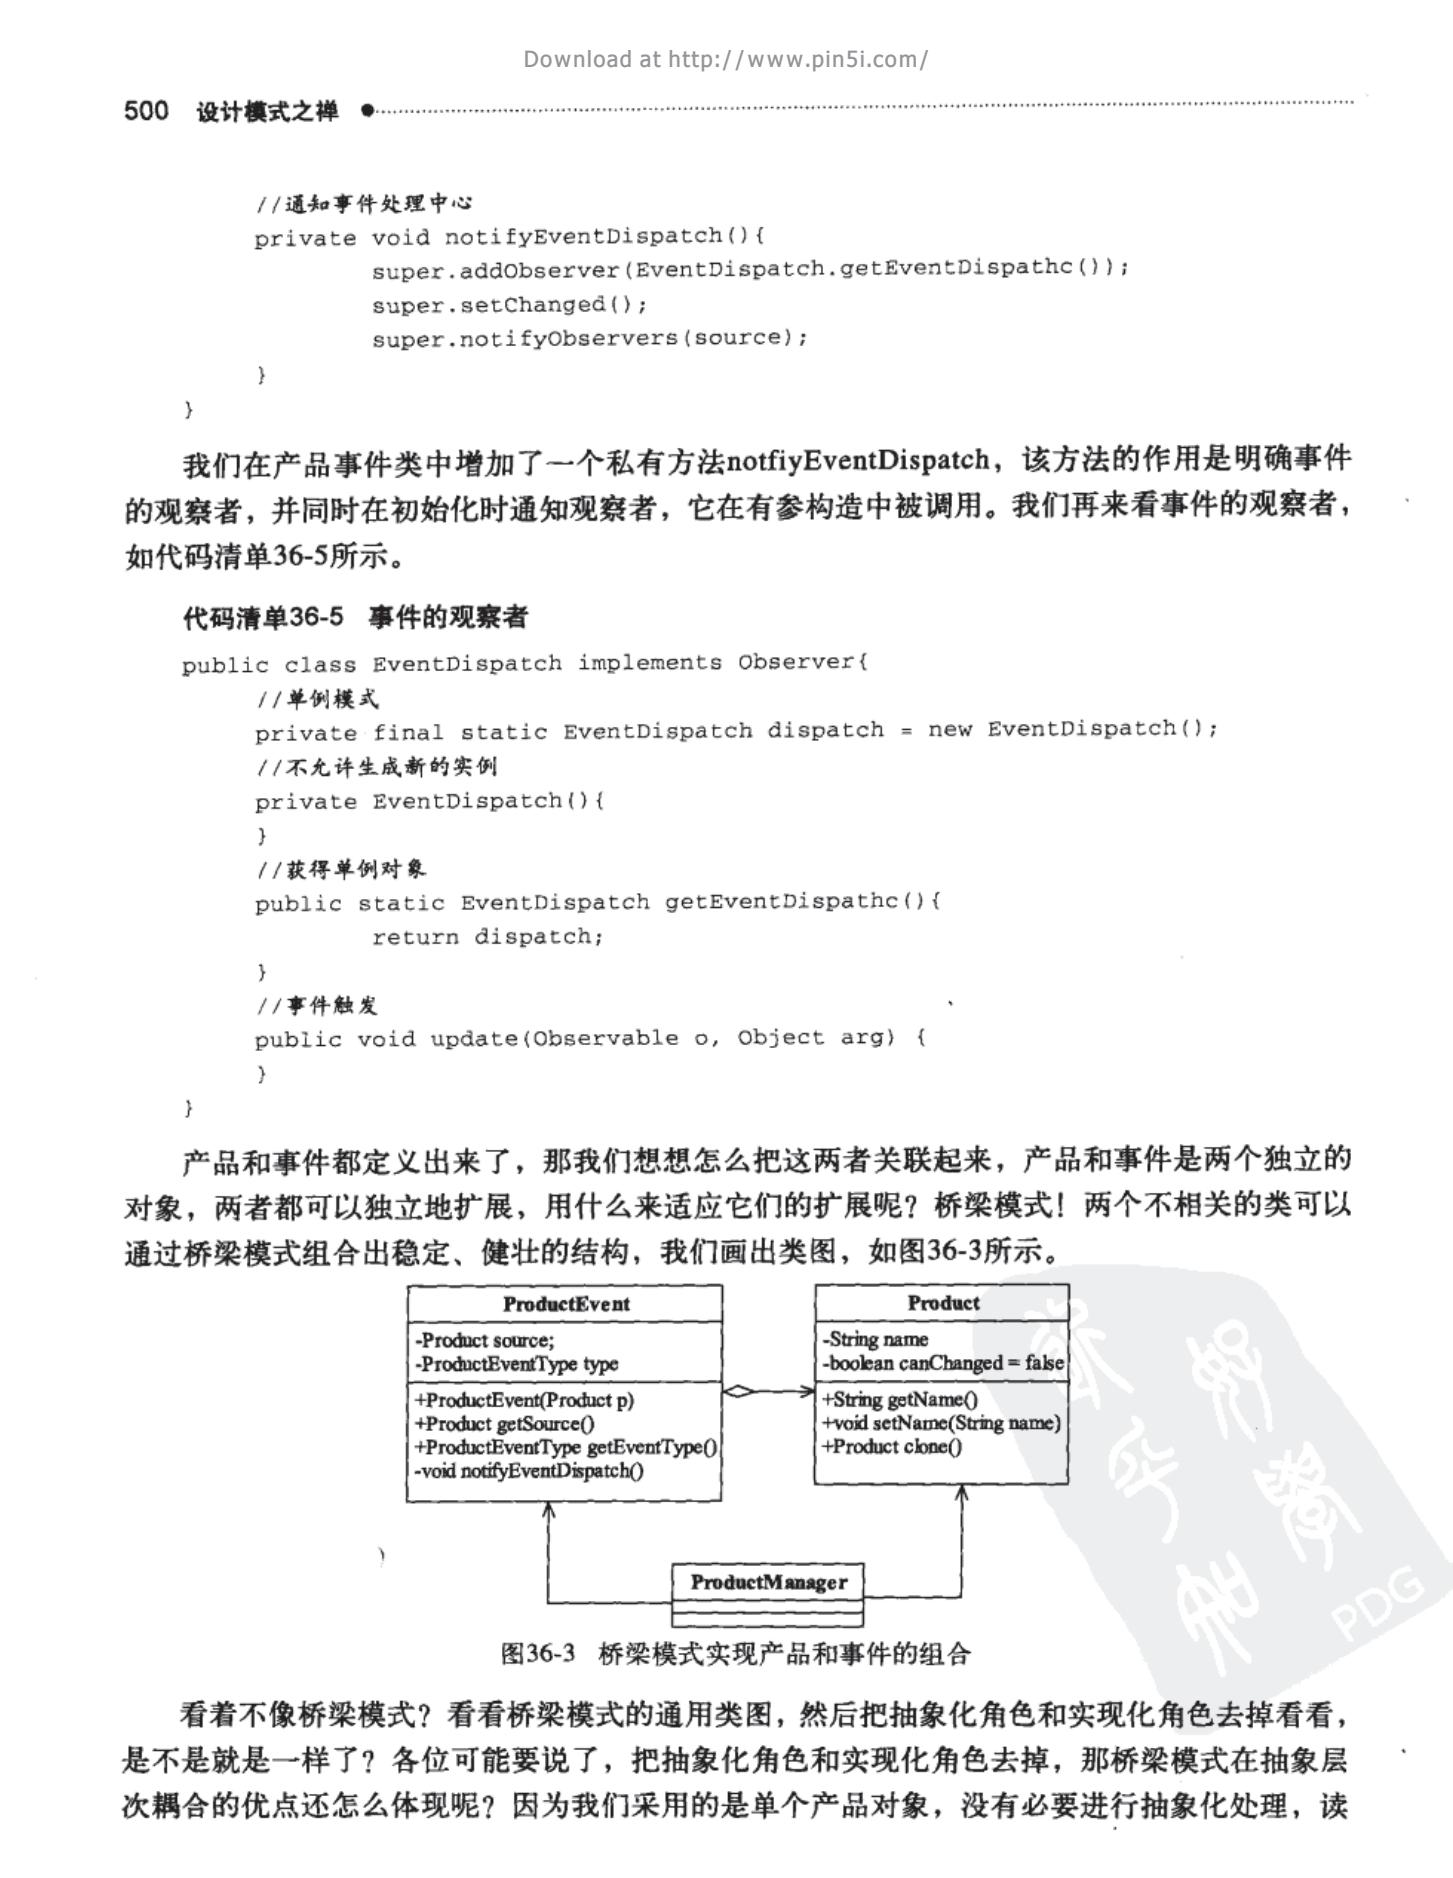 Download at http://www.pin5i.com/
500 设计模式之禅
//通知事件处理中心
private void notifyEventDispatch(){
super.addObserver(EventDispatch.getEventDispathc());
super.setChanged();
super.notifyObservers(source);
}
}
我们在产品事件类中增加了一个私有方法notfiyEventDispatch，该方法的作用是明确事件
的观察者，并同时在初始化时通知观察者，它在有参构造中被调用。我们再来看事件的观察者，
如代码清单36-5所示。
代码清单36-5 事件的观察者
public class EventDispatch implements Observer{
//单例模式
private final static EventDispatch dispatch = new EventDispatch();
//不允许生成新的实例
private EventDispatch(){
}
//获得单例对象
public static EventDispatch getEventDispathc(){
return dispatch;
}
//事件触发
public void update(Observable o, Object arg) {
}
}
产品和事件都定义出来了，那我们想想怎么把这两者关联起来，产品和事件是两个独立的
对象，两者都可以独立地扩展，用什么来适应它们的扩展呢？桥梁模式！两个不相关的类可以
通过桥梁模式组合出稳定、健壮的结构，我们画出类图，如图36-3所示。
ProductEvent
-Product source;
-ProductEventType type
+ProductEvent(Product p)
+Product getSource()
+ProductEventType getEventType()
-void notifyEventDispatch()
Product
-String name
-boolean canChanged = false
+String getName()
+void setName(String name)
+Product clone()
ProductManager
图36-3 桥梁模式实现产品和事件的组合
看着不像桥梁模式？看看桥梁模式的通用类图，然后把抽象化角色和实现化角色去掉看看，
是不是就是一样了？各位可能要说了，把抽象化角色和实现化角色去掉，那桥梁模式在抽象层
次耦合的优点还怎么体现呢？因为我们采用的是单个产品对象，没有必要进行抽象化处理，读
PDG